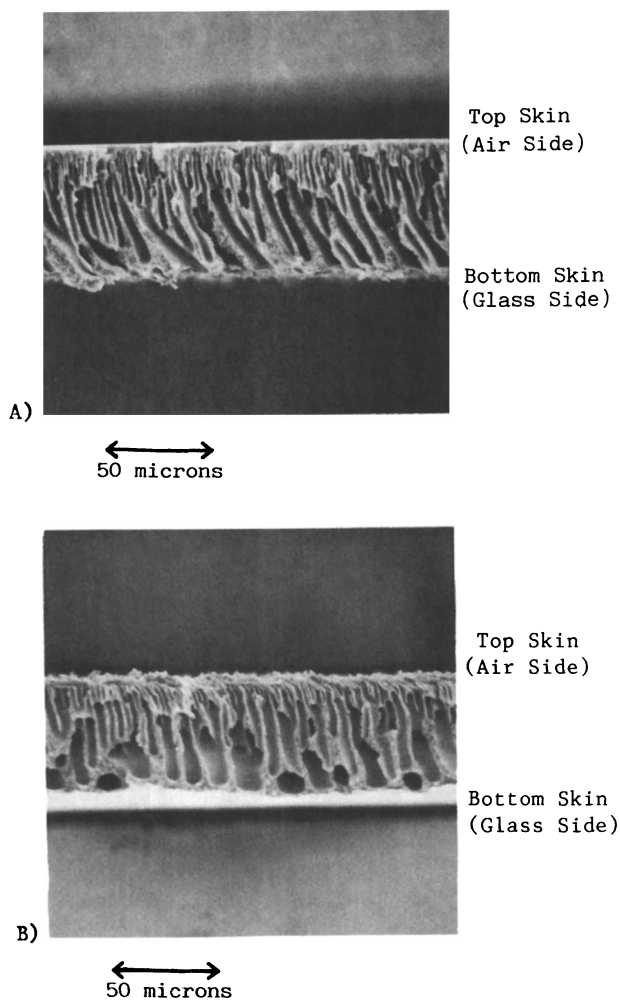 Top Skin
(Air Side)
Bottom Skin
(Glass Side)
A)
50 microns
Top Skin
(Air Side)
Bottom Skin
(Glass Side)
B)
50 microns